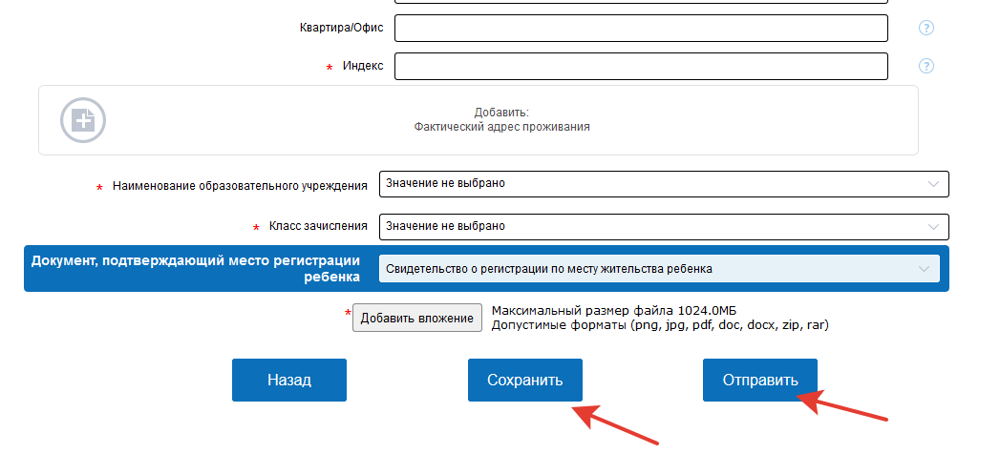 Квартира/Офис
?
* Индекс
?
Добавить:
Фактический адрес проживания
* Наименование образовательного учреждения
Значение не выбрано
* Класс зачисления
Значение не выбрано
Документ, подтверждающий место регистрации
ребенка
Свидетельство о регистрации по месту жительства ребенка
* Добавить вложение
Максимальный размер файла 1024.0МБ
Допустимые форматы (png, jpg, pdf, doc, docx, zip, rar)
Назад
Сохранить
Отправить